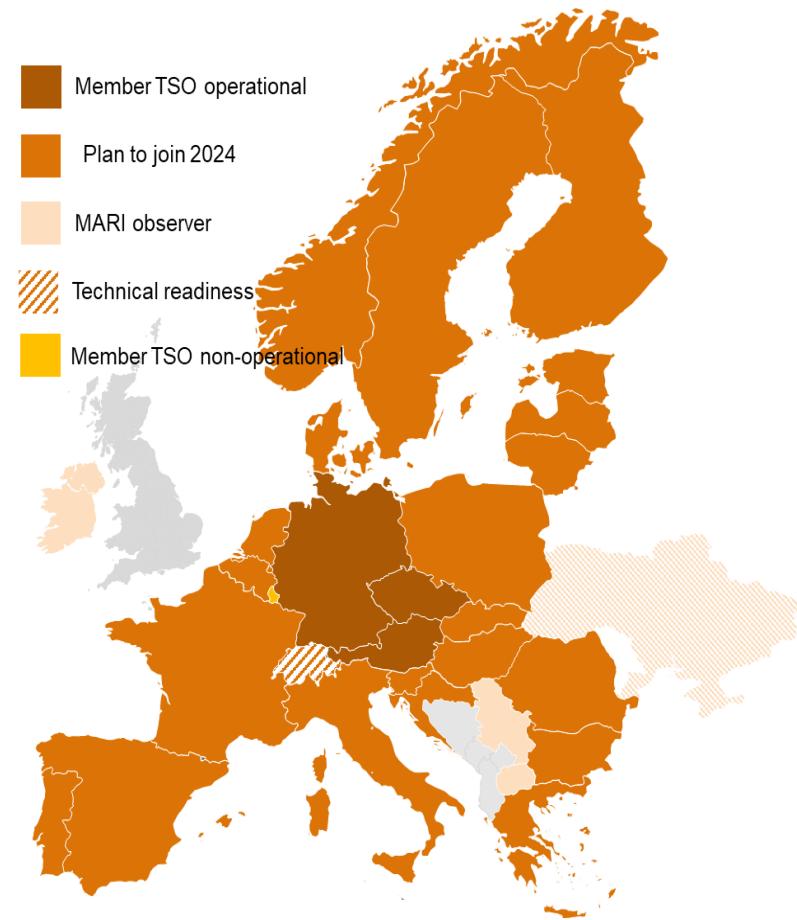 Member TSO operational
Plan to join 2024
MARI observer
Technical readiness
Member TSO non-operational